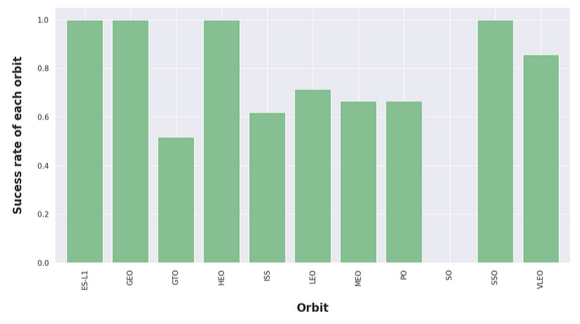 Sucess rate of each orbit
1.0
0.8
0.6
0.4
0.2
0.0
ES-L1 GEO GTO HEO ISS LEO MEO PO SO SSO VLEO
Orbit